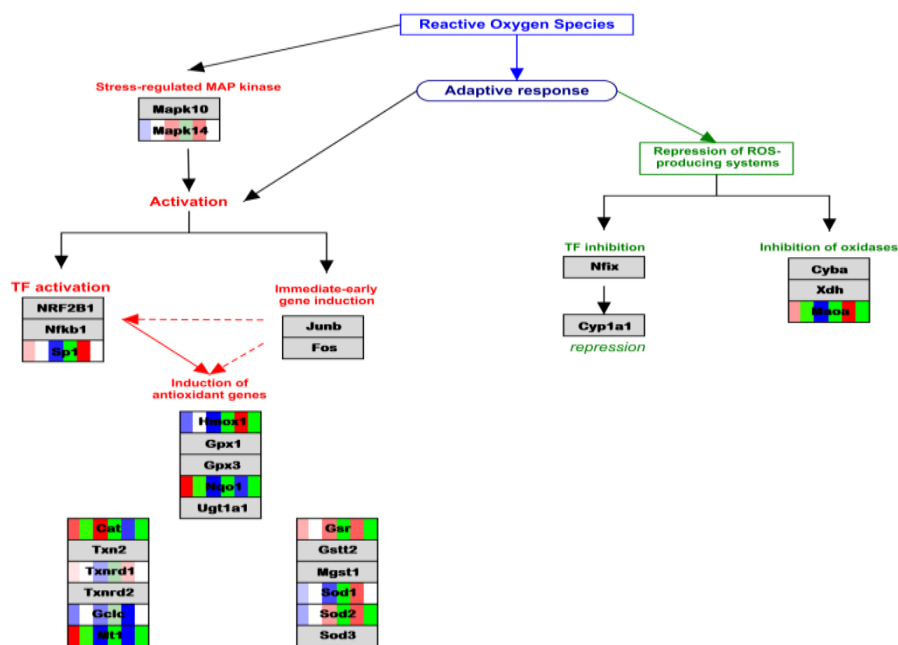 Reactive Oxygen Species
Stress-regulated MAP kinase
Mapk10
Mapk14
Adaptive response
Repression of ROS-
producing systems
Activation
TF inhibition
Nfix
Cyp1a1
repression
Inhibition of oxidases
Cyba
Xdh
Maoa
TF activation
NRF2B1
Nfkb1
Sp1
Immediate-early
gene induction
Junb
Fos
Induction of
antioxidant genes
Hmox1
Gpx1
Gpx3
Nqo1
Ugt1a1
Cat
Txn2
Txnrd1
Txnrd2
Gclc
Mt1
Gsr
Gstt2
Mgst1
Sod1
Sod2
Sod3